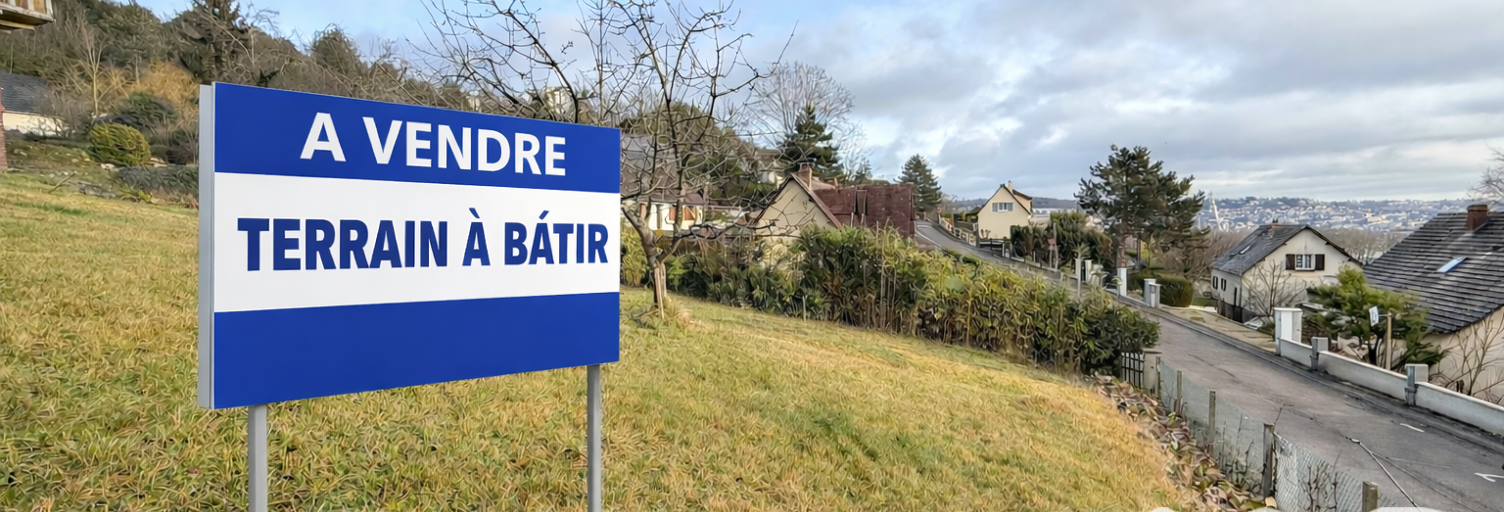 A VENDRE
TERRAIN À BÁTIR